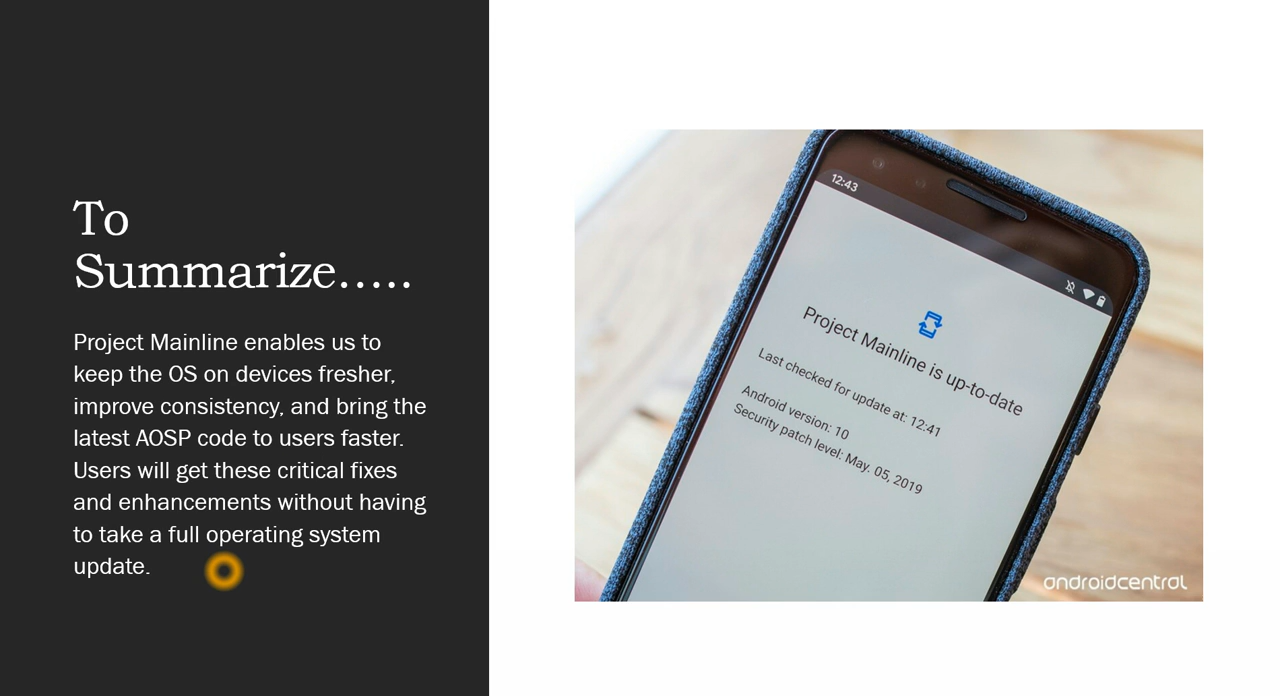 To
Summarize.....
Project Mainline enables us to
keep the OS on devices fresher,
improve consistency, and bring the
latest AOSP code to users faster.
Users will get these critical fixes
and enhancements without having
to take a full operating system
update.
12:43
Project Mainline is up-to-date
Last checked for update at: 12:41
Android version: 10
Security patch level: May. 05, 2019
androidcentral